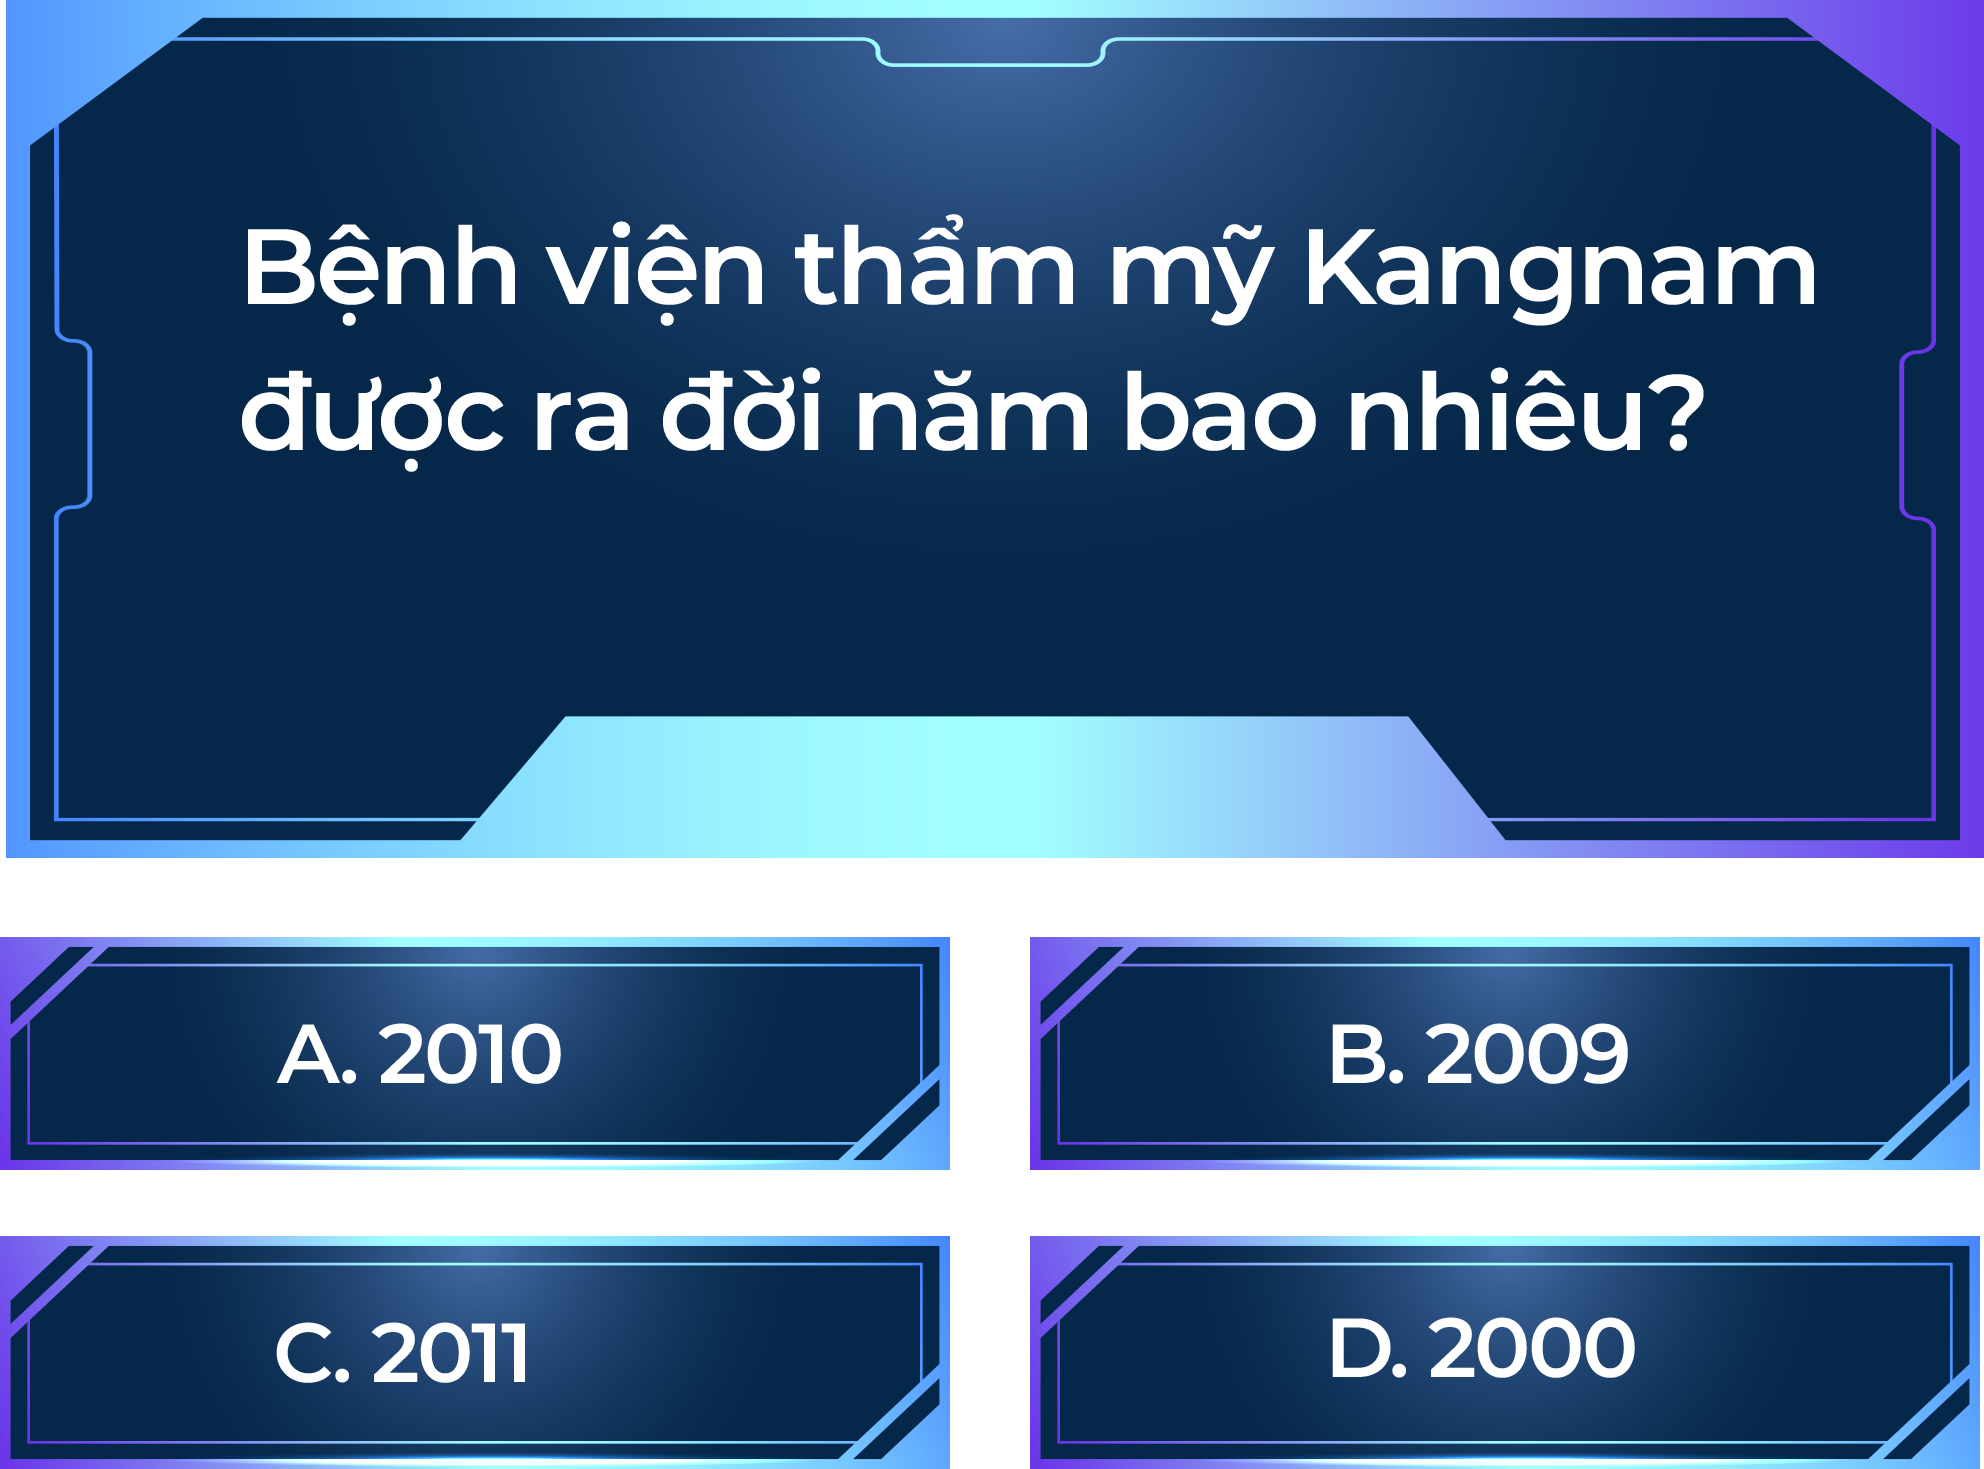 Bệnh viện thẩm mỹ Kangnam
được ra đời năm bao nhiêu?
A. 2010
B. 2009
C. 2011
D. 2000